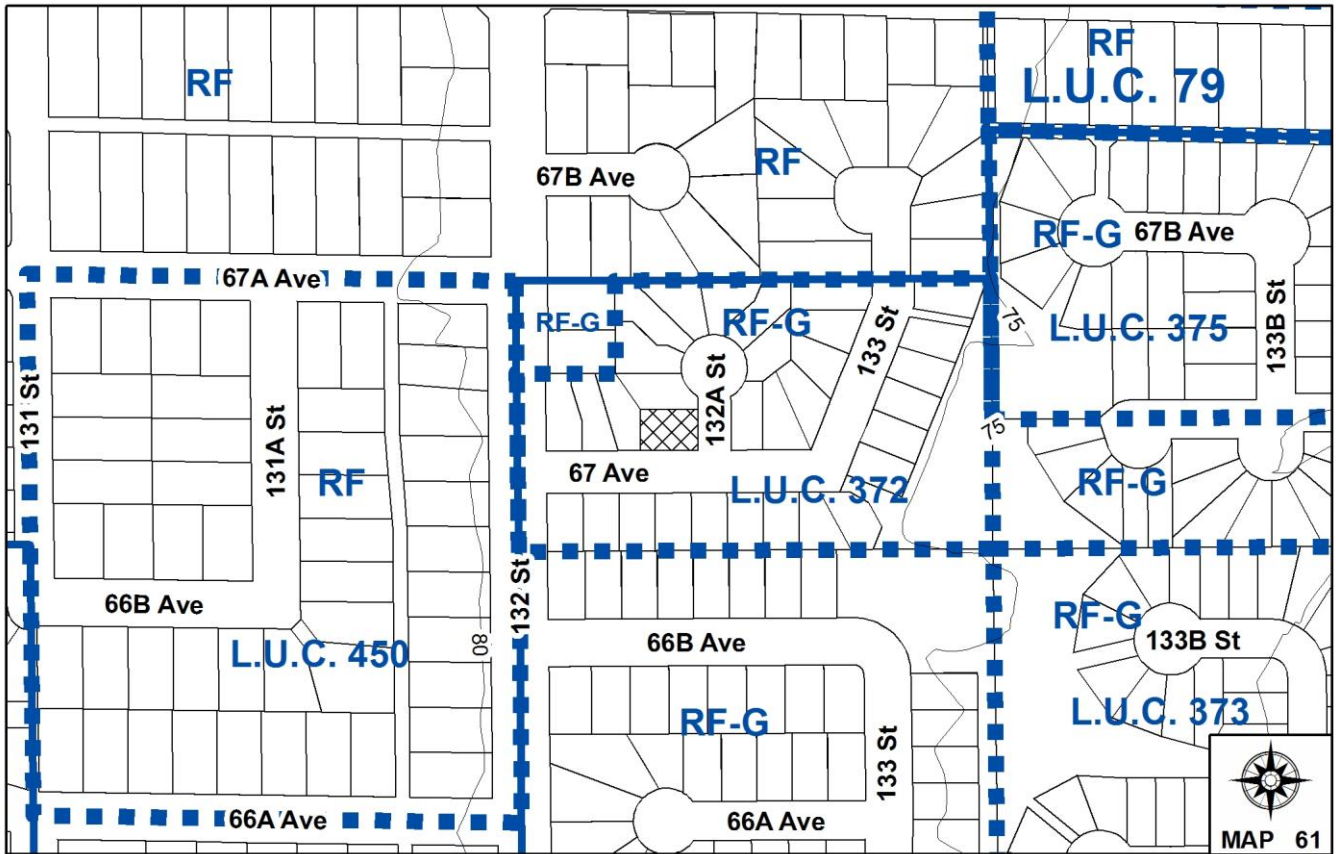 RF
RF
L.U.C. 79
67B Ave
RF
RF-G
67B Ave
67A Ave
RF-G
RF-G
133 St
75
L.U.C. 375
133B St
131 St
131A St
132A St
75
RF
67 Ave
L.U.C. 372
RF-G
132 St
66B Ave
66B Ave
RF-G
133B St
L.U.C. 450
80
RF-G
L.U.C. 373
133 St
66A Ave
66A Ave
MAP 61